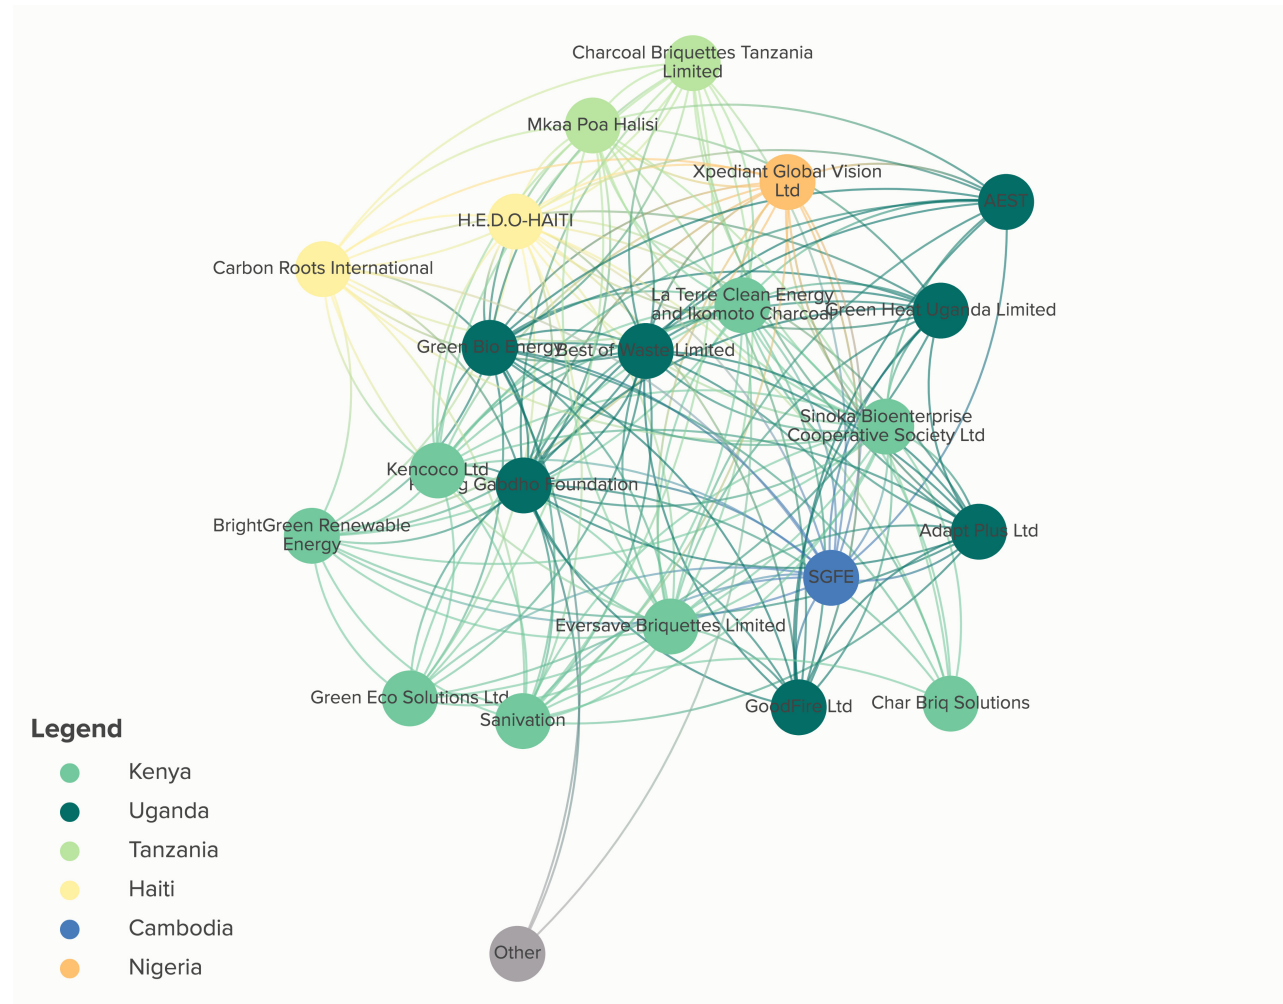 Charcoal Briquettes Tanzania
Limited
Mkaa Poa Halisi
Xpediant Global Vision
Ltd
AEST
H.E.D.O-HAITI
Carbon Roots International
La Terre Clean Energy
and Ikomoto Charcoal
Green Heat Uganda Limited
Green Bio Energy
Best of Waste Limited
Sinoka Bioenterprise
Cooperative Society Ltd
Kencoco Ltd
Foundation
BrightGreen Renewable
Energy
Adapt Plus Ltd
SGFE
Eversave Briquettes Limited
Green Eco Solutions Ltd
Sanivation
GoodFire Ltd
Char Briq Solutions
Other
Legend
Kenya
Uganda
Tanzania
Haiti
Cambodia
Nigeria